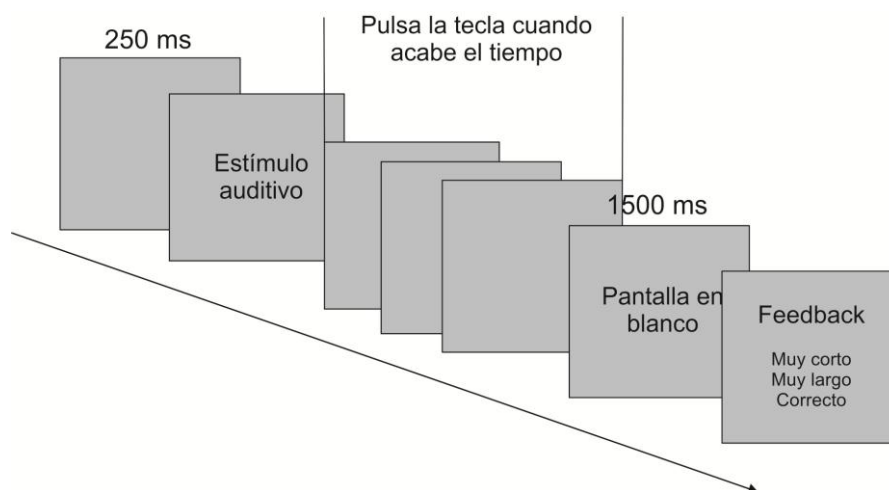 Pulsa la tecla cuando
acabe el tiempo
250 ms
Estímulo
auditivo
1500 ms
Pantalla en
blanco
Feedback
Muy corto
Muy largo
Correcto